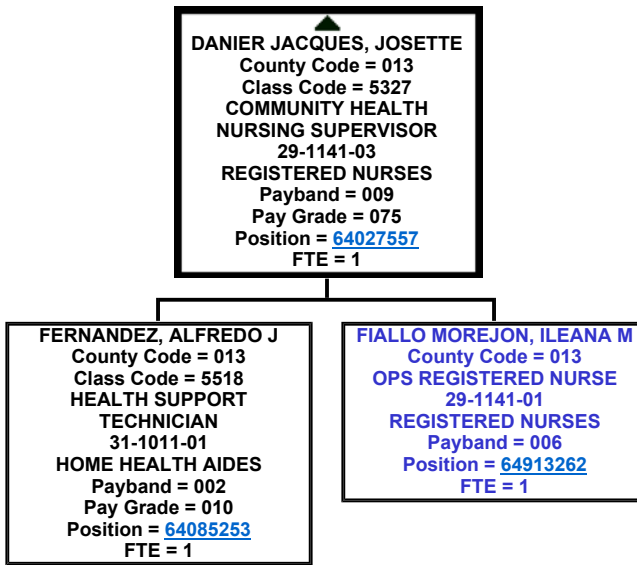 DANIER JACQUES, JOSETTE
County Code = 013
Class Code = 5327
COMMUNITY HEALTH
NURSING SUPERVISOR
29-1141-03
REGISTERED NURSES
Payband = 009
Pay Grade = 075
Position = 64027557
FTE = 1
FERNANDEZ, ALFREDO J
County Code = 013
Class Code = 5518
HEALTH SUPPORT
TECHNICIAN
31-1011-01
HOME HEALTH AIDES
Payband = 002
Pay Grade = 010
Position = 64085253
FTE = 1
FIALLO MOREJON, ILEANA M
County Code = 013
OPS REGISTERED NURSE
29-1141-01
REGISTERED NURSES
Payband = 006
Position = 64913262
FTE = 1